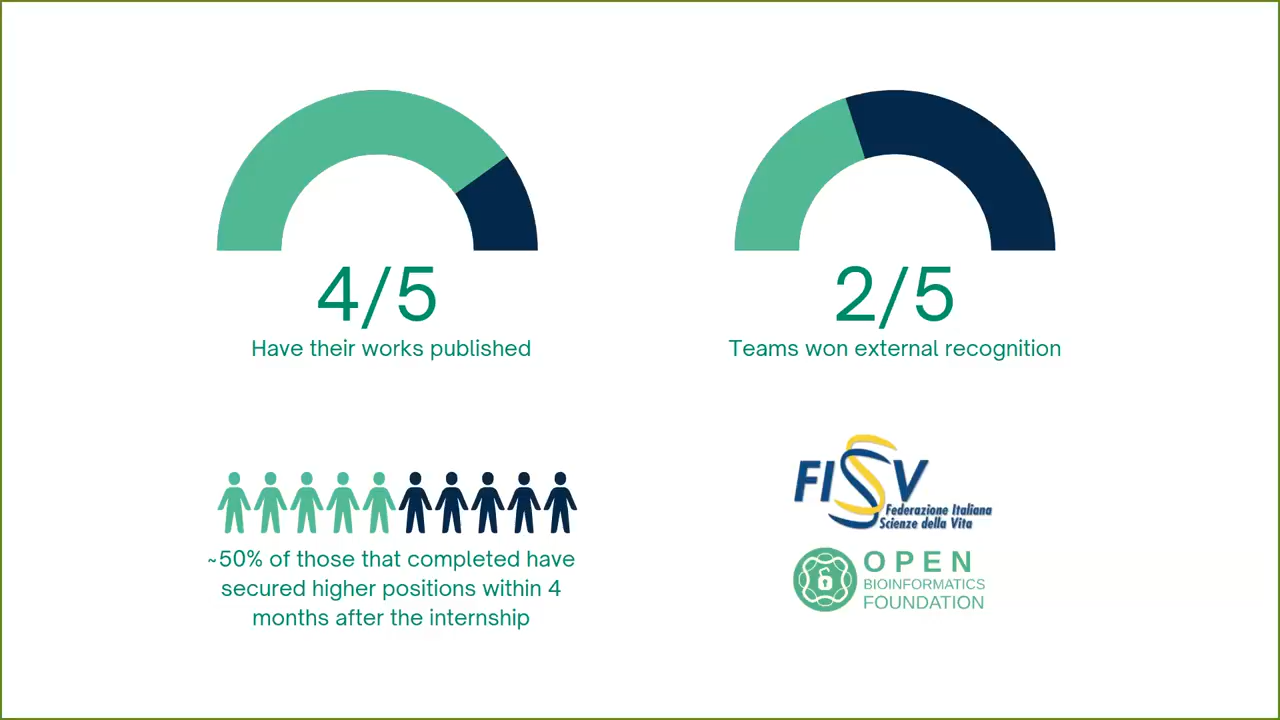 4/5
Have their works published
2/5
Teams won external recognition
~50% of those that completed have
secured higher positions within 4
months after the internship
FISV
Federazione Italiana
Scienze della Vita
OPEN
BIOINFORMATICS
FOUNDATION